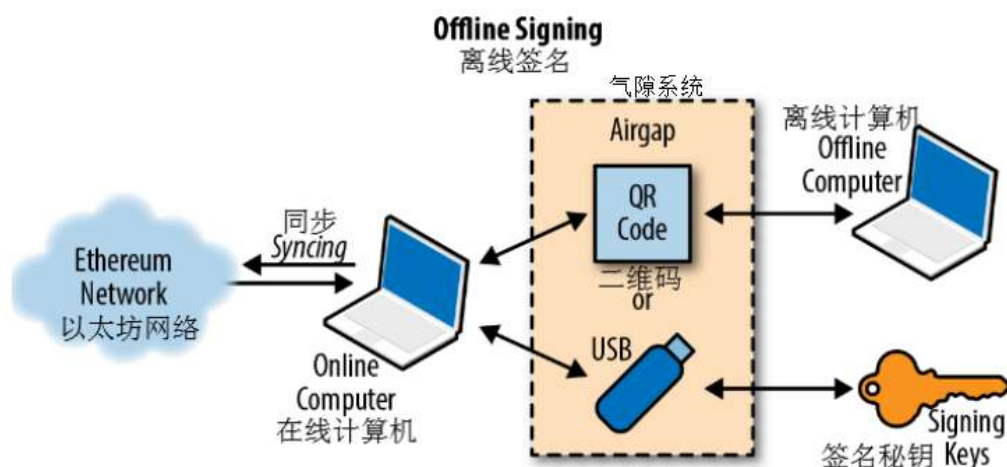 Offline Signing
离线签名
气隙系统
Airgap
离线计算机
Offline
Computer
QR
Code
二维码
or
USB
同步
Syncing
Ethereum
Network
以太坊网络
Online
Computer
在线计算机
Signing
签名秘钥 Keys